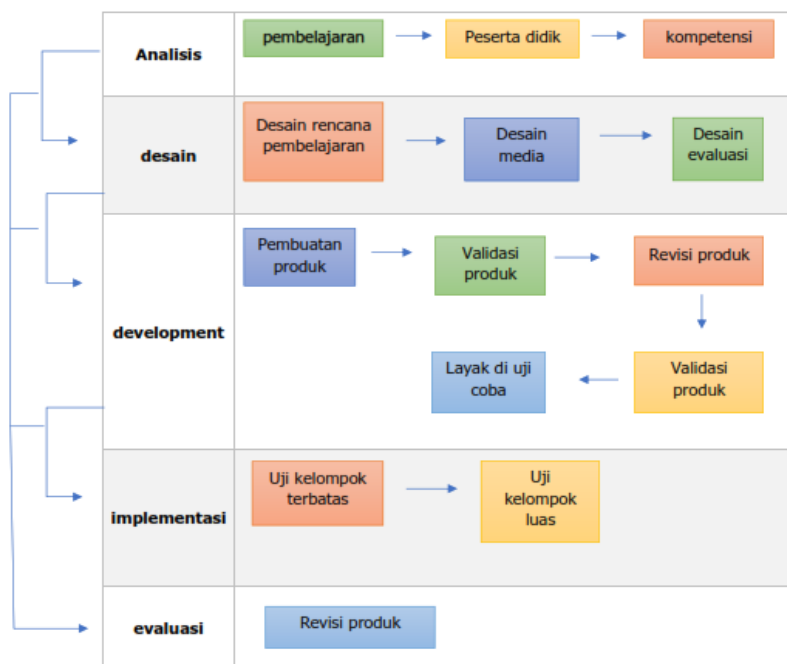 Analisis
pembelajaran
Peserta didik
kompetensi
desain
Desain rencana
pembelajaran
Desain
media
Desain
evaluasi
development
Pembuatan
produk
Validasi
produk
Revisi produk
Layak di uji
coba
Validasi
produk
implementasi
Uji kelompok
terbatas
Uji
kelompok
luas
evaluasi
Revisi produk